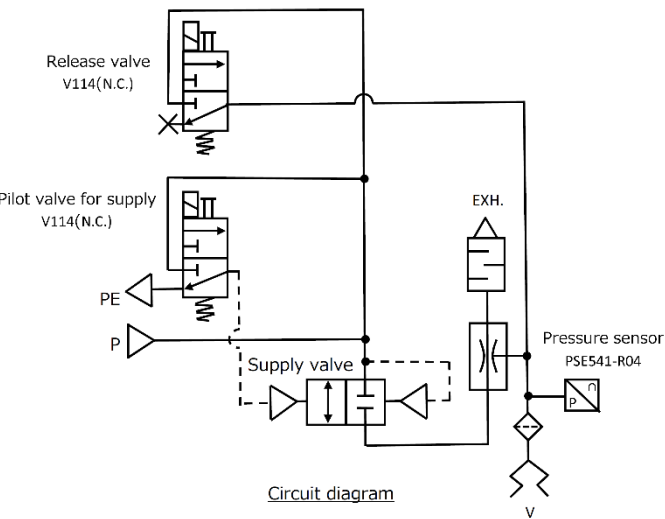 Release valve
V114(N.C.)
Pilot valve for supply
V114(N.C.)
EXH.
PE
P
Supply valve
Pressure sensor
PSE541-R04
P
Circuit diagram
V